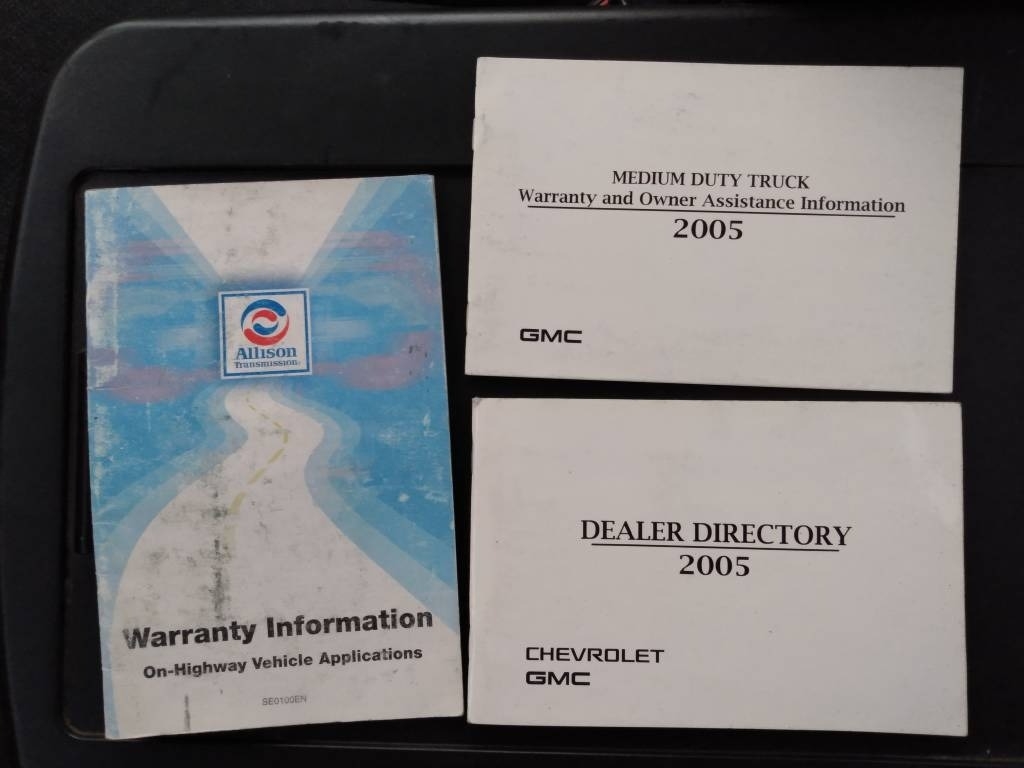 Allison
Transmission
Warranty Information
On-Highway Vehicle Applications
SE0100EN
MEDIUM DUTY TRUCK
Warranty and Owner Assistance Information
2005
GMC
DEALER DIRECTORY
2005
CHEVROLET
GMC